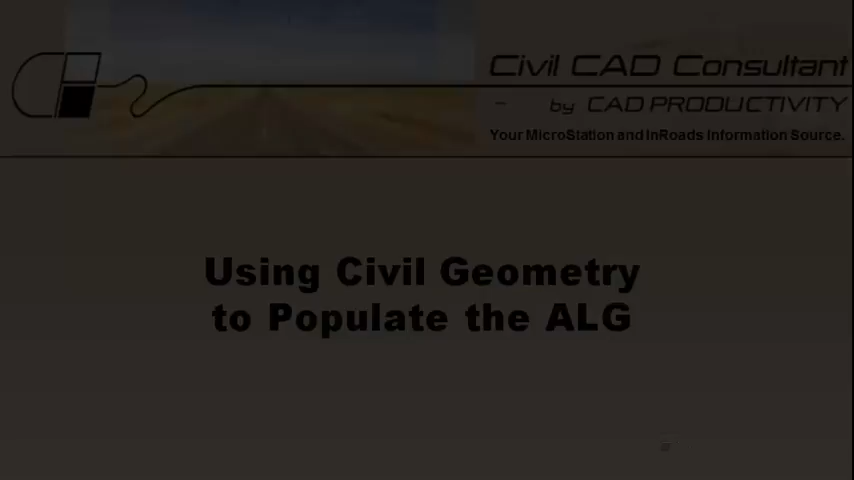 Civil CAD Consultant
by CAD PRODUCTIVITY
Your MicroStation and InRoads Information Source.
Using Civil Geometry
to Populate the ALG